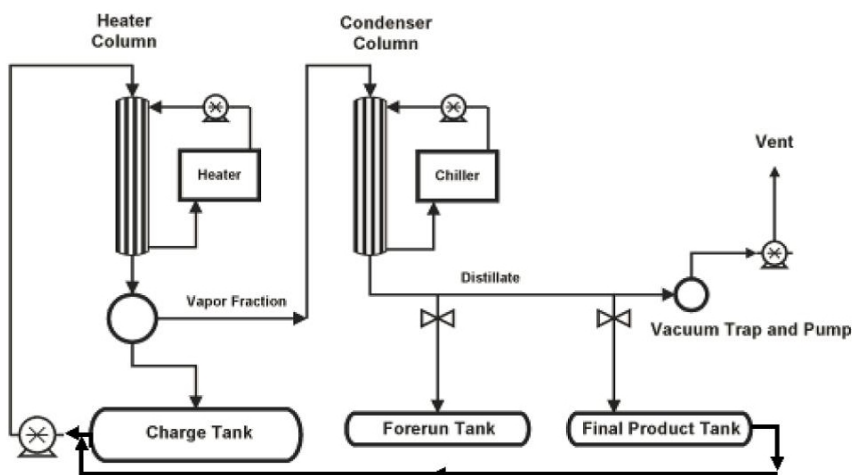 Heater
Column
Condenser
Column
Heater
Chiller
Vent
Vapor Fraction
Distillate
Vacuum Trap and Pump
Charge Tank
Forerun Tank
Final Product Tank